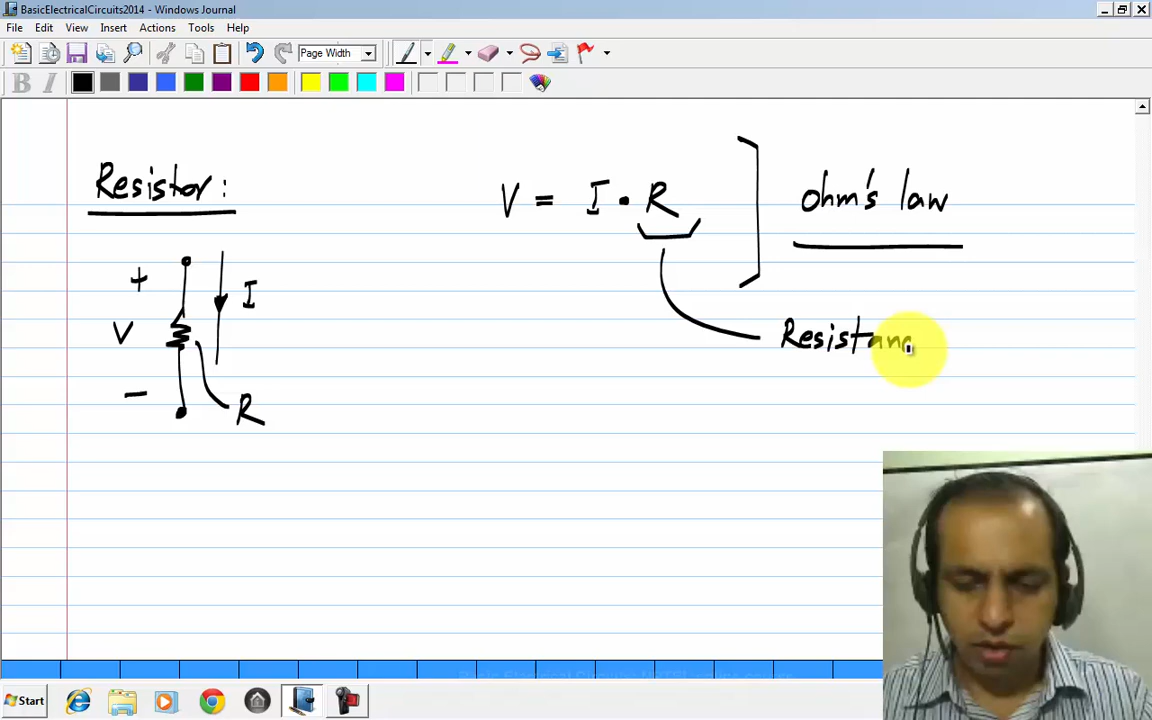 BasicElectricalCircuits2014 - Windows Journal
File Edit View Insert Actions Tools Help
Page Width
B I
Resistor:
V = I · R
ohm's law
+
I
V
Resistanc
−
R
Start